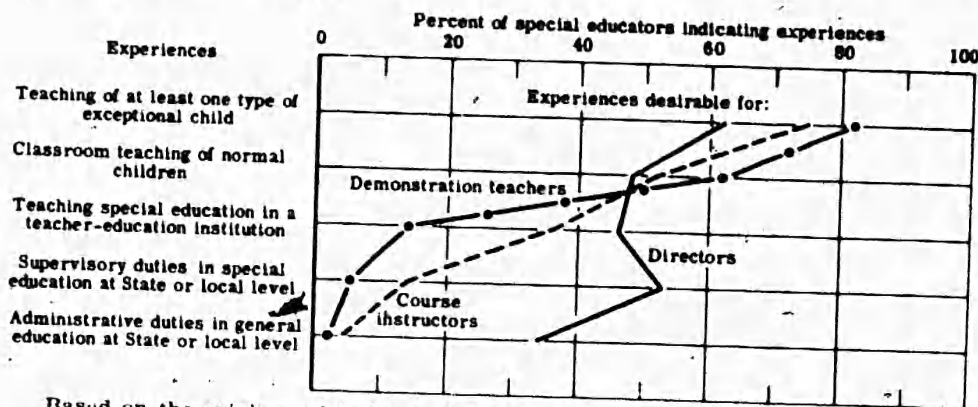 Percent of special educators indicating experiences
Experiences
0 20 40 60 80 100
Teaching of at least one type of
exceptional child
Experiences desirable for:
Classroom teaching of normal
children
Demonstration teachers
Teaching special education in a
teacher-education institution
Directors
Supervisory duties in special
education at State or local level
Course
instructors
Administrative duties in general
education at State or local level
Based on the